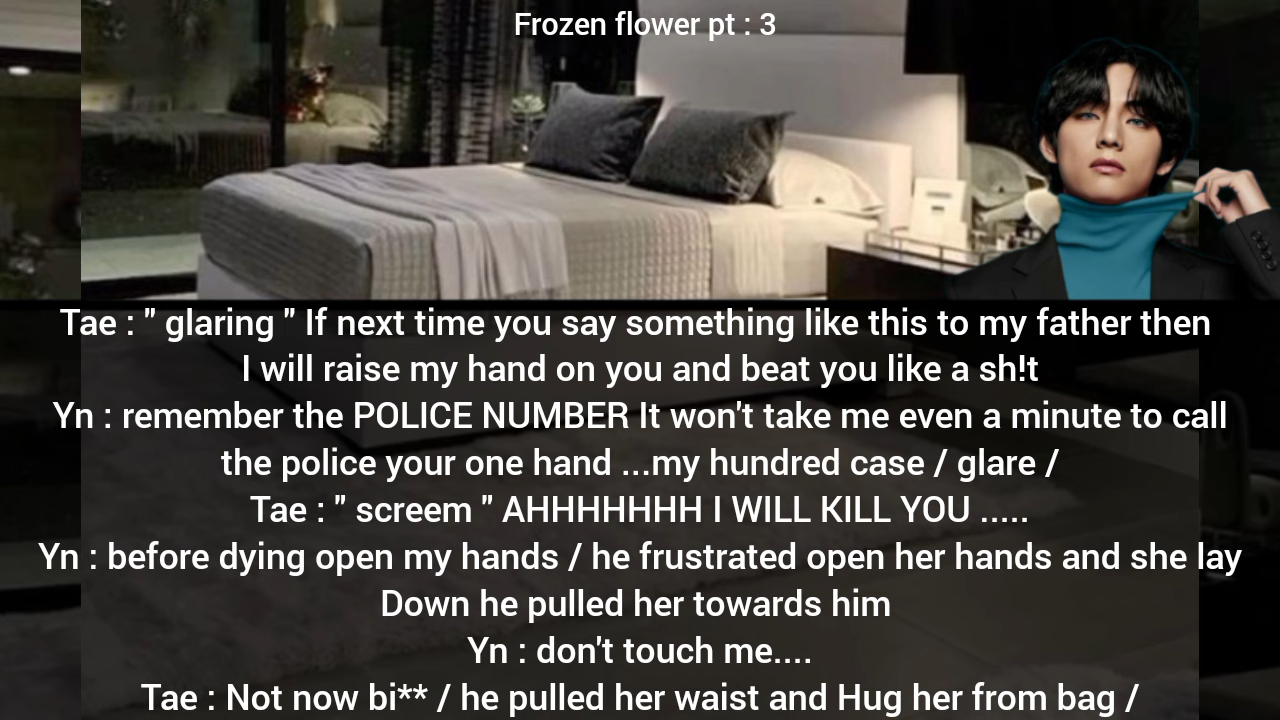 Frozen flower pt : 3
Tae : " glaring " If next time you say something like this to my father then
I will raise my hand on you and beat you like a sh!t
Yn : remember the POLICE NUMBER It won't take me even a minute to call
the police your one hand ...my hundred case / glare /
Tae : " screem " AHHHHHHH I WILL KILL YOU .....
Yn : before dying open my hands / he frustrated open her hands and she lay
Down he pulled her towards him
Yn : don't touch me....
Tae : Not now bi** / he pulled her waist and Hug her from bag /